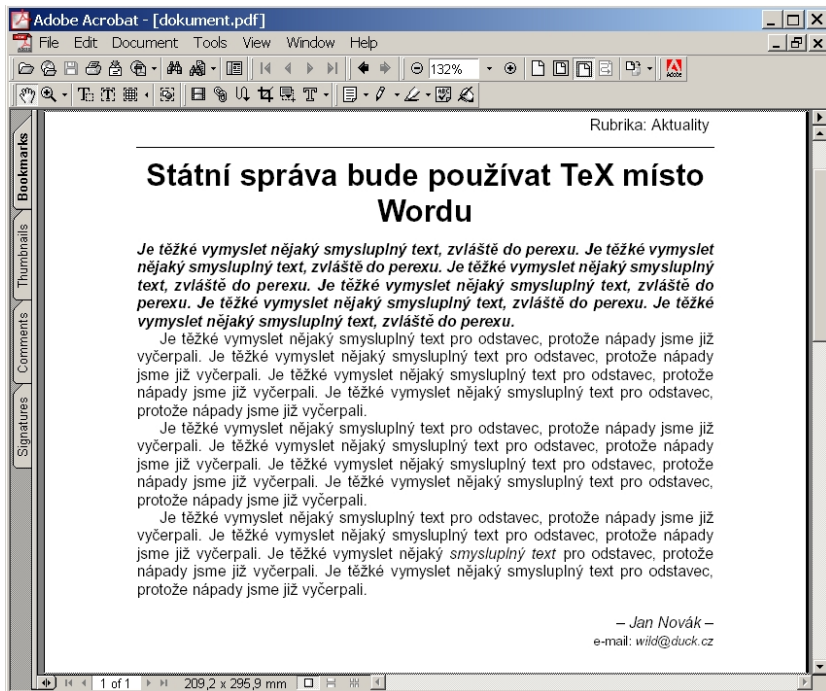 Adobe Acrobat - [dokument.pdf]
File Edit Document Tools View Window Help
132%
Adobe
Bookmarks
Thumbnails
Comments
Signatures
Rubrika: Aktuality
Státní správa bude používat TeX místo
Wordu
Je těžké vymyslet nějaký smysluplný text, zvláště do perexu. Je těžké vymyslet
nějaký smysluplný text, zvláště do perexu. Je těžké vymyslet nějaký smysluplný
text, zvláště do perexu. Je těžké vymyslet nějaký smysluplný text, zvláště do
perexu. Je těžké vymyslet nějaký smysluplný text, zvláště do perexu. Je těžké
vymyslet nějaký smysluplný text, zvláště do perexu.
Je těžké vymyslet nějaký smysluplný text pro odstavec, protože nápady jsme již
vyčerpali. Je těžké vymyslet nějaký smysluplný text pro odstavec, protože nápady
jsme již vyčerpali. Je těžké vymyslet nějaký smysluplný text pro odstavec, protože
nápady jsme již vyčerpali. Je těžké vymyslet nějaký smysluplný text pro odstavec,
protože nápady jsme již vyčerpali.
Je těžké vymyslet nějaký smysluplný text pro odstavec, protože nápady jsme již
vyčerpali. Je těžké vymyslet nějaký smysluplný text pro odstavec, protože nápady
jsme již vyčerpali. Je těžké vymyslet nějaký smysluplný text pro odstavec, protože
nápady jsme již vyčerpali. Je těžké vymyslet nějaký smysluplný text pro odstavec,
protože nápady jsme již vyčerpali.
Je těžké vymyslet nějaký smysluplný text pro odstavec, protože nápady jsme již
vyčerpali. Je těžké vymyslet nějaký smysluplný text pro odstavec, protože nápady
jsme již vyčerpali. Je těžké vymyslet nějaký smysluplný text pro odstavec, protože
nápady jsme již vyčerpali. Je těžké vymyslet nějaký smysluplný text pro odstavec,
protože nápady jsme již vyčerpali.
– Jan Novák –
e-mail: wild@duck.cz
1 of 1 209,2 x 295,9 mm